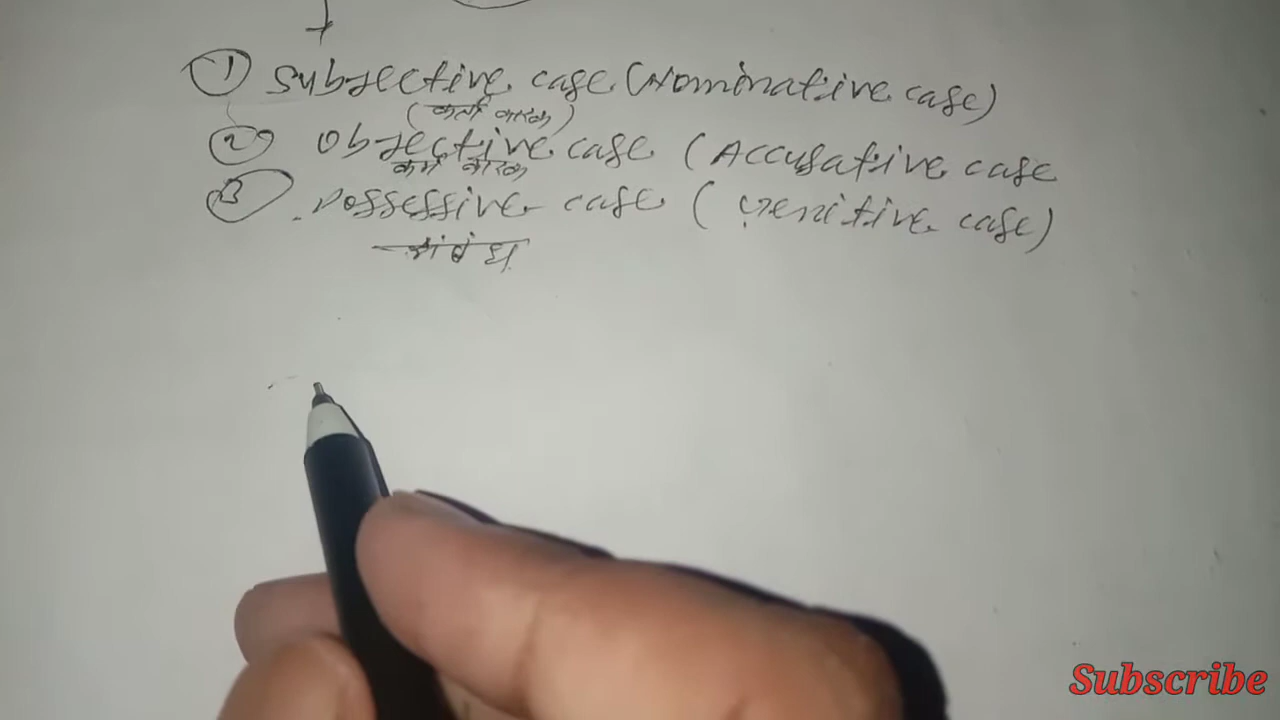 ① Subjective case (Nominative case)
(कर्ता कारक)
② Objective case (Accusative case
कर्म कारक
③ Possessive case (Genitive case)
संबंध
Subscribe